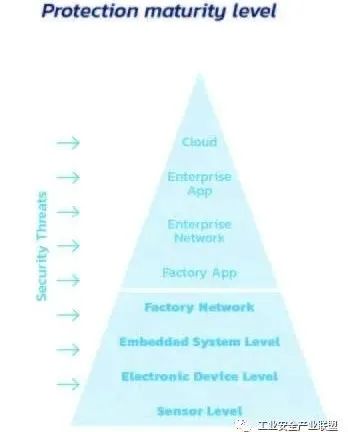 Protection maturity level
Security Threats
Cloud
Enterprise
App
Enterprise
Network
Factory App
Factory Network
Embedded System Level
Electronic Device Level
Sensor Level
工业安全产业联盟